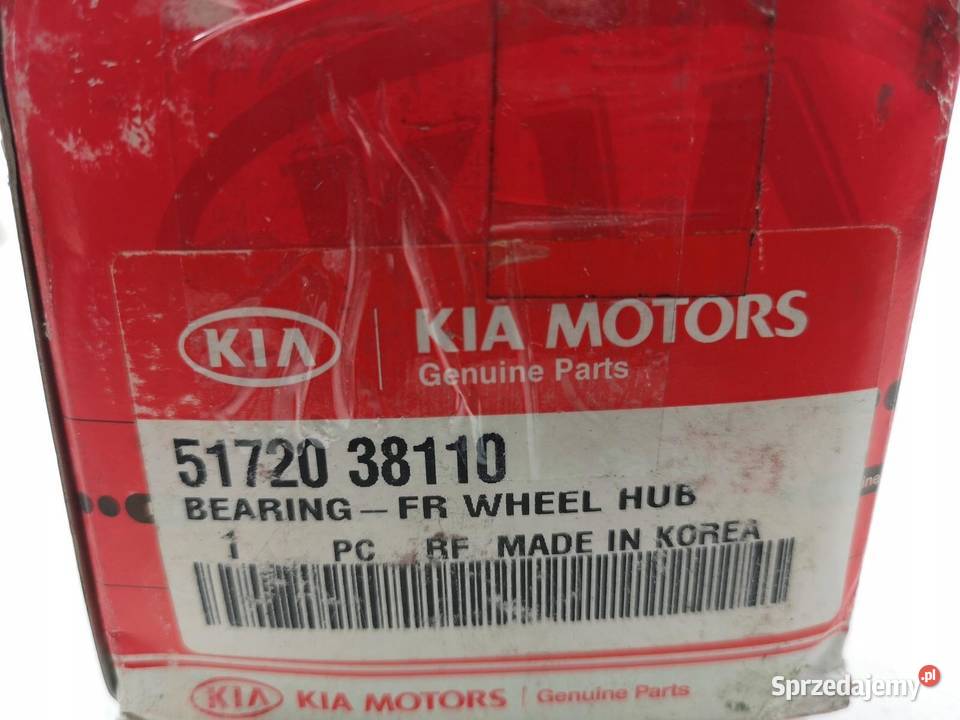 KIA
KIA MOTORS
Genuine Parts
51720 38110
BEARING - FR WHEEL HUB
1 PC RF MADE IN KOREA
KIA KIA MOTORS Genuine Parts
Sprzedajemy.pl